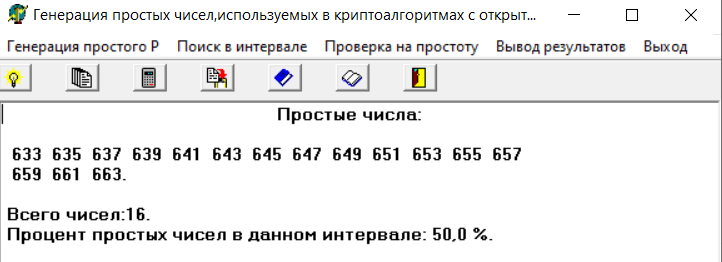 Генерация простых чисел,используемых в криптоалгоритмах с открыт...
Генерация простого P Поиск в интервале Проверка на простоту Вывод результатов Выход
Простые числа:
633 635 637 639 641 643 645 647 649 651 653 655 657
659 661 663.
Всего чисел:16.
Процент простых чисел в данном интервале: 50,0 %.